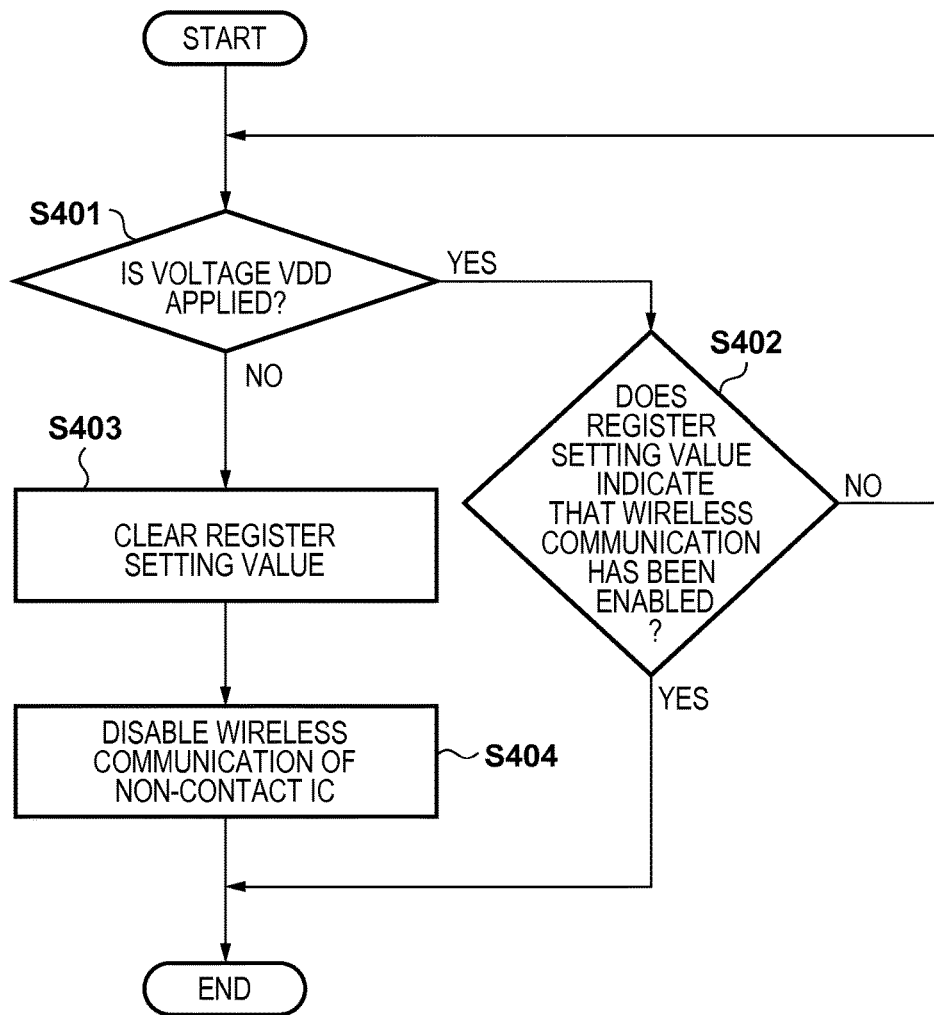 START
S401
IS VOLTAGE VDD
APPLIED?
YES
NO
S402
DOES
REGISTER
SETTING VALUE
INDICATE
THAT WIRELESS
COMMUNICATION
HAS BEEN
ENABLED
?
NO
YES
S403
CLEAR REGISTER
SETTING VALUE
DISABLE WIRELESS
COMMUNICATION OF
NON-CONTACT IC
S404
END